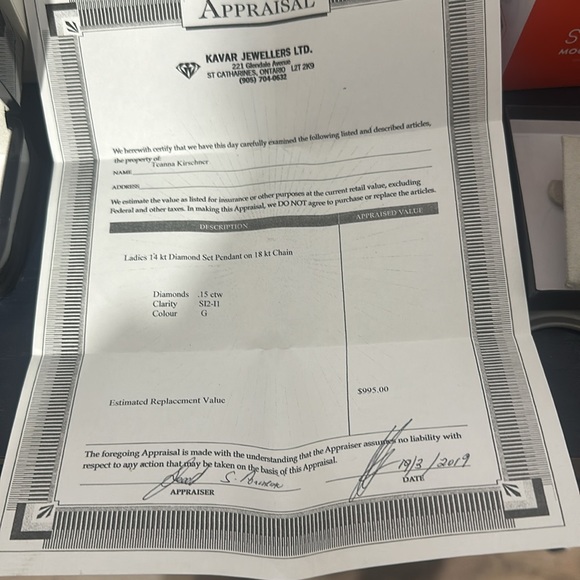 APPRAISAL
KAVAR JEWELLERS LTD.
221 Glendale Avenue
ST CATHARINES, ONTARIO L2T 2K9
(905) 704-0632
We herewith certify that we have this day carefully examined the following listed and described articles,
the property of:
NAME Teanna Kirschner
ADDRESS
We estimate the value as listed for insurance or other purposes at the current retail value, excluding
Federal and other taxes. In making this Appraisal, we DO NOT agree to purchase or replace the articles.
DESCRIPTION APPRAISED VALUE
Ladies 14 kt Diamond Set Pendant on 18 kt Chain
Diamonds .15 ctw
Clarity SI2-I1
Colour G
Estimated Replacement Value $995.00
The foregoing Appraisal is made with the understanding that the Appraiser assumes no liability with
respect to any action that may be taken on the basis of this Appraisal.
19/3/2019
APPRAISER DATE